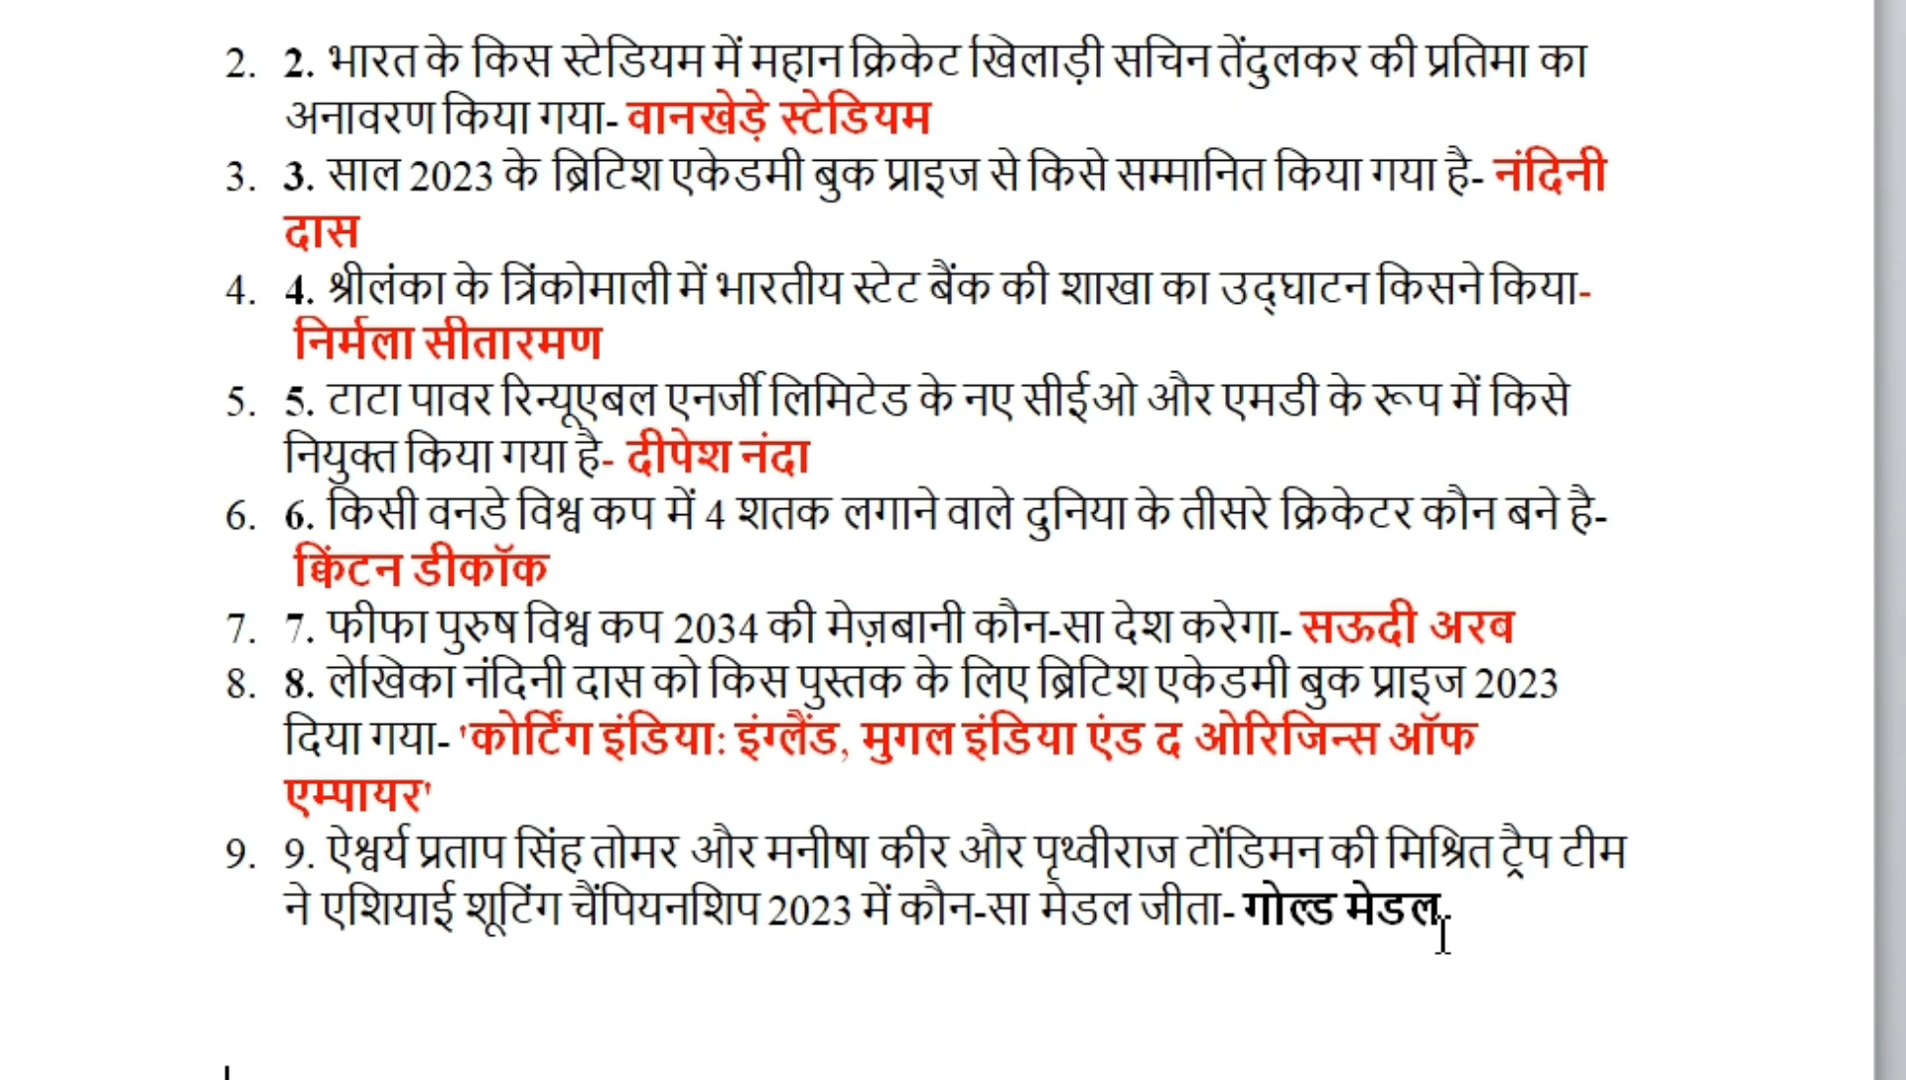 2. 2. भारत के किस स्टेडियम में महान क्रिकेट खिलाड़ी सचिन तेंदुलकर की प्रतिमा का
अनावरण किया गया- वानखेड़े स्टेडियम
3. 3. साल 2023 के ब्रिटिश एकेडमी बुक प्राइज से किसे सम्मानित किया गया है- नंदिनी
दास
4. 4. श्रीलंका के त्रिंकोमाली में भारतीय स्टेट बैंक की शाखा का उद्घाटन किसने किया-
निर्मला सीतारमण
5. 5. टाटा पावर रिन्यूएबल एनर्जी लिमिटेड के नए सीईओ और एमडी के रूप में किसे
नियुक्त किया गया है- दीपेश नंदा
6. 6. किसी वनडे विश्व कप में 4 शतक लगाने वाले दुनिया के तीसरे क्रिकेटर कौन बने है-
क्विंटन डीकॉक
7. 7. फीफा पुरुष विश्व कप 2034 की मेज़बानी कौन-सा देश करेगा- सऊदी अरब
8. 8. लेखिका नंदिनी दास को किस पुस्तक के लिए ब्रिटिश एकेडमी बुक प्राइज 2023
दिया गया- 'कोर्टिंग इंडिया: इंग्लैंड, मुगल इंडिया एंड द ओरिजिन्स ऑफ
एम्पायर'
9. 9. ऐश्वर्य प्रताप सिंह तोमर और मनीषा कीर और पृथ्वीराज टोंडिमन की मिश्रित ट्रैप टीम
ने एशियाई शूटिंग चैंपियनशिप 2023 में कौन-सा मेडल जीता- गोल्ड मेडल-